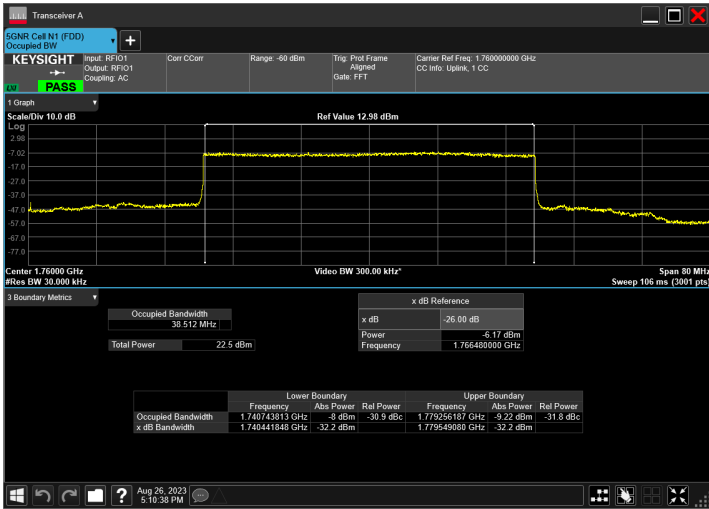 Transceiver A
5GNR Cell N1 (FDD)
Occupied BW
+
KEYSIGHT
PASS
Input: RFIO1
Output: RFIO1
Coupling: AC
Corr CCorr
Range: -60 dBm
Trig: Prot Frame
Aligned
Gate: FFT
Carrier Ref Freq: 1.760000000 GHz
CC Info: Uplink, 1 CC
1 Graph
Scale/Div 10.0 dB
Ref Value 12.98 dBm
Log
2.98
-7.02
-17.0
-27.0
-37.0
-47.0
-57.0
-67.0
-77.0
Center 1.76000 GHz
Video BW 300.00 kHz*
Span 80 MHz
#Res BW 30.000 kHz
Sweep 106 ms (3001 pts)
3 Boundary Metrics
Occupied Bandwidth
38.512 MHz
Total Power 22.5 dBm
x dB Reference
x dB -26.00 dB
Power -6.17 dBm
Frequency 1.766480000 GHz
Lower Boundary Upper Boundary
Frequency Abs Power Rel Power Frequency Abs Power Rel Power
Occupied Bandwidth 1.740743813 GHz -8 dBm -30.9 dBc 1.779256187 GHz -9.22 dBm -31.8 dBc
x dB Bandwidth 1.740441848 GHz -32.2 dBm 1.779549080 GHz -32.2 dBm
?
Aug 26, 2023
5:10:38 PM